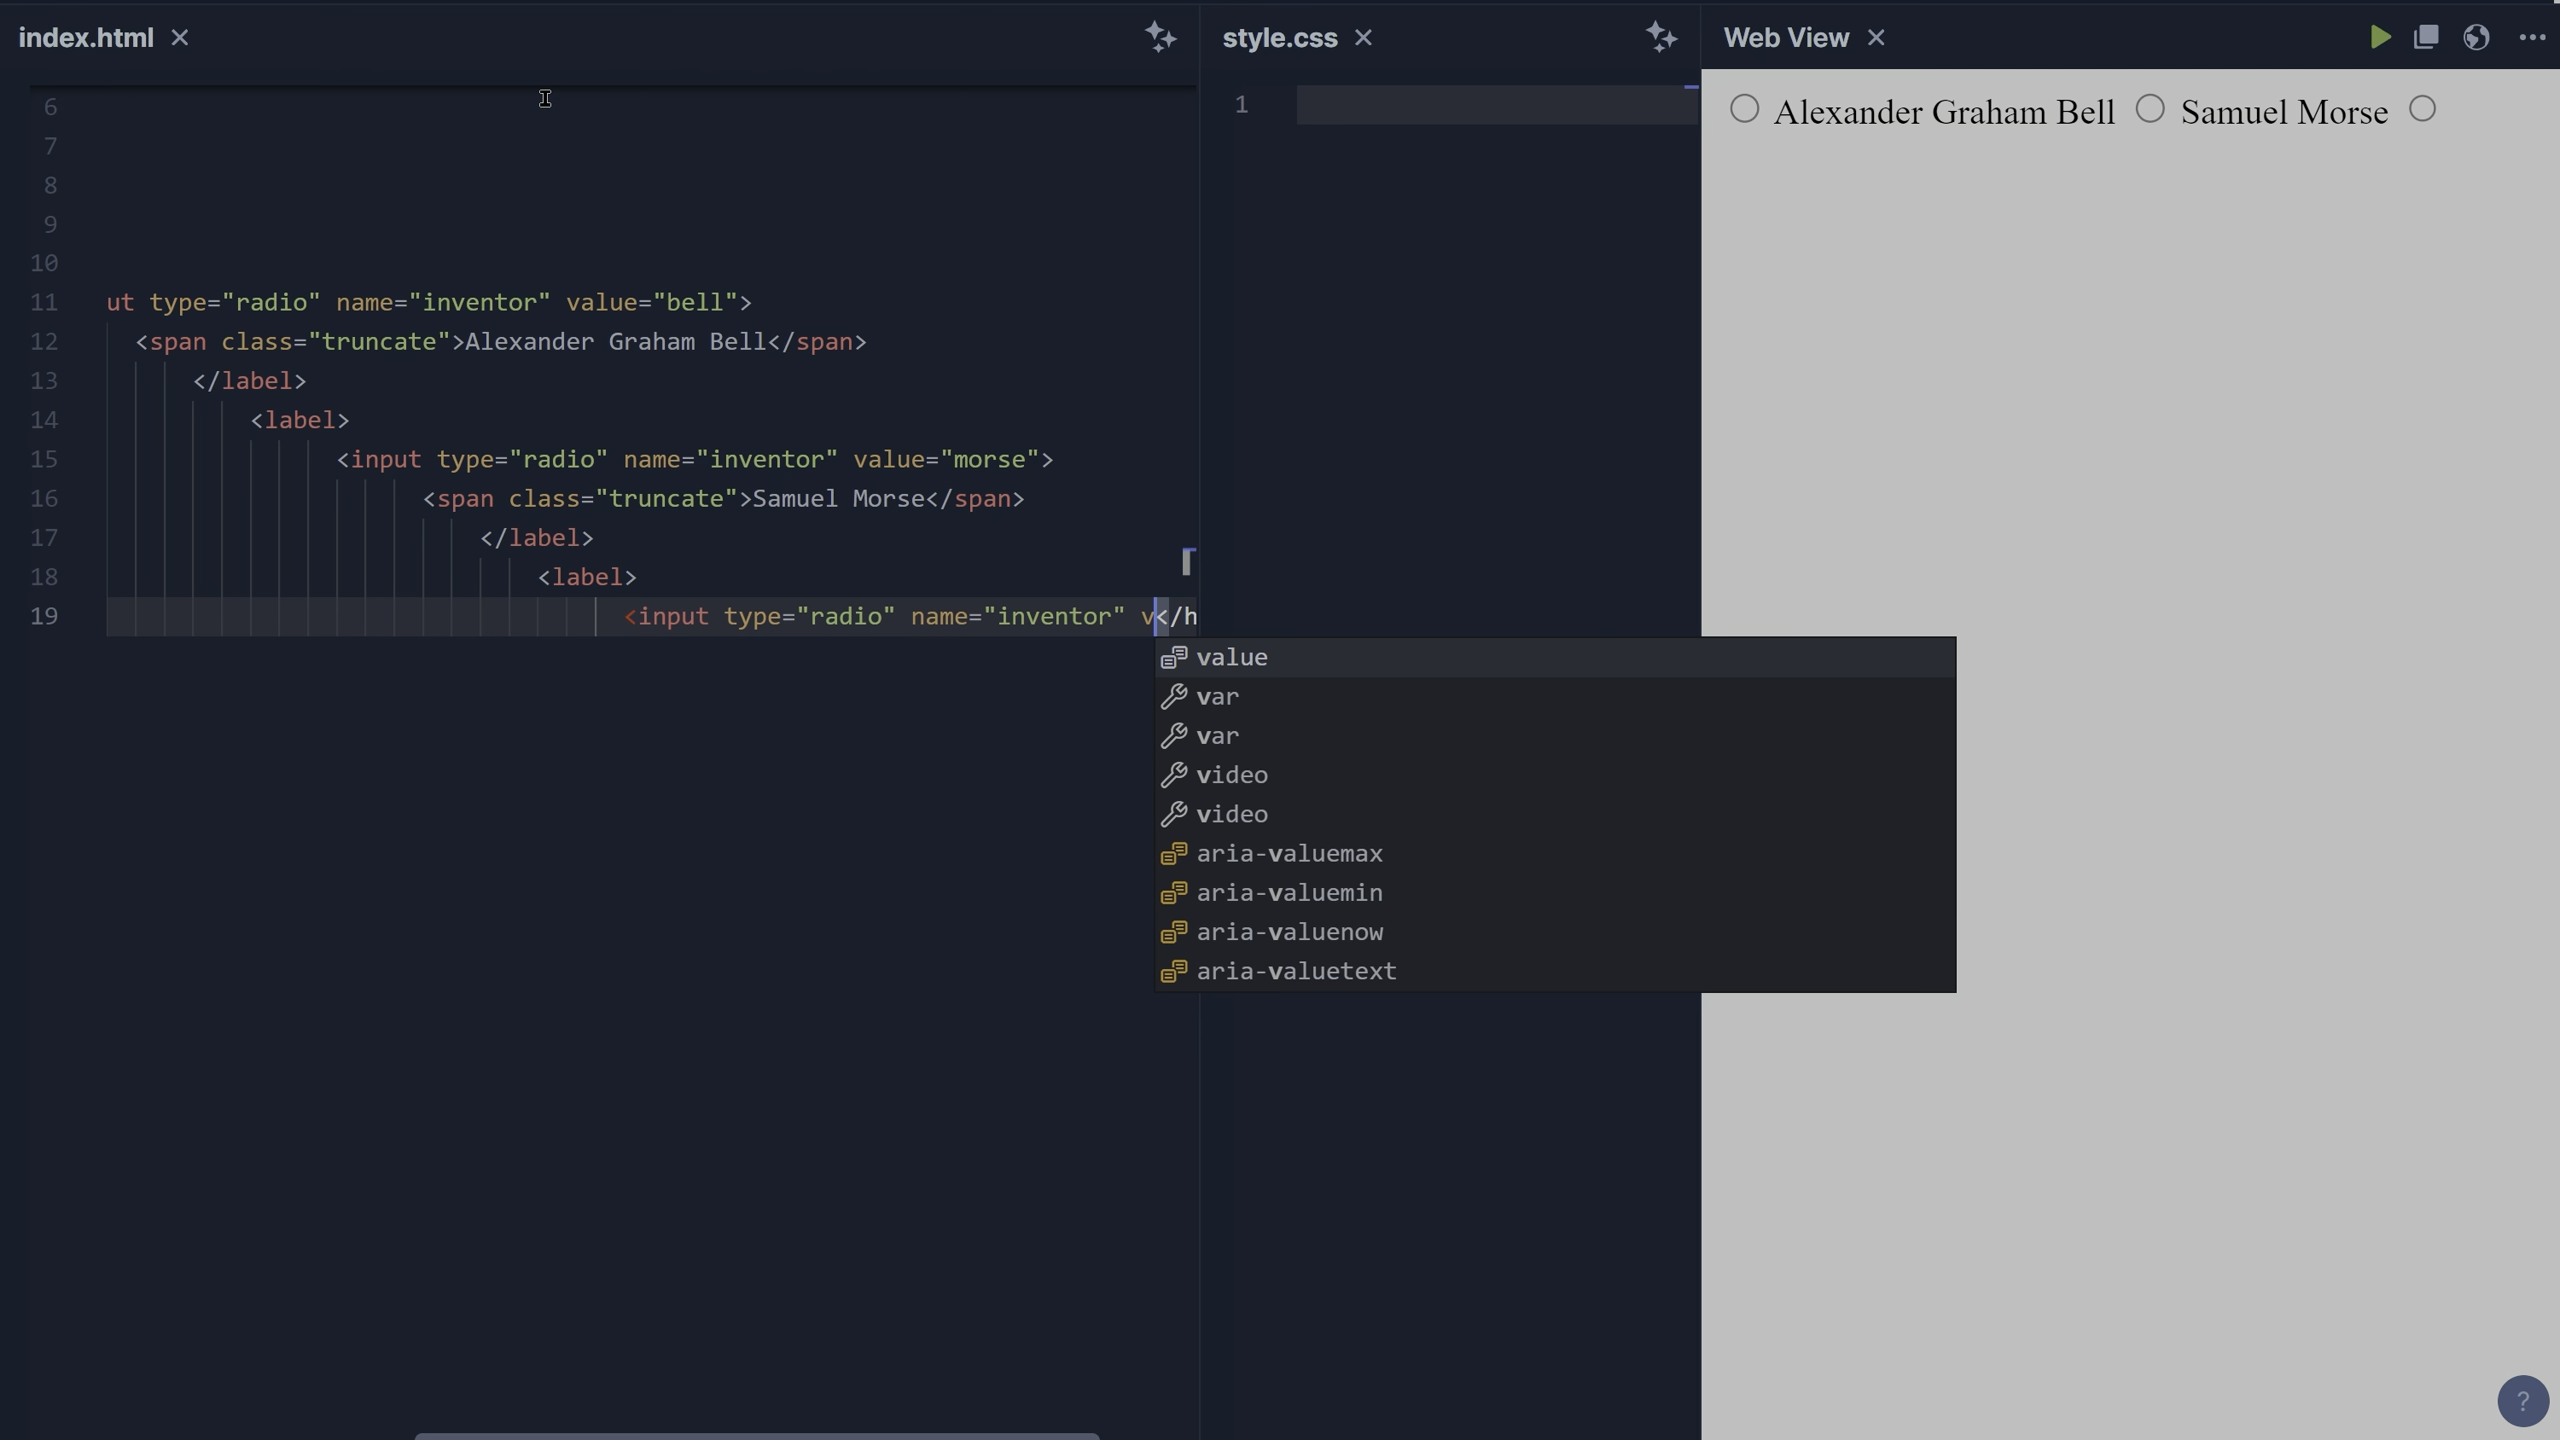 index.html
style.css
Web View
6
7
8
9
10
11 ut type="radio" name="inventor" value="bell">
12 <span class="truncate">Alexander Graham Bell</span>
13 </label>
14 <label>
15 <input type="radio" name="inventor" value="morse">
16 <span class="truncate">Samuel Morse</span>
17 </label>
18 <label>
19 <input type="radio" name="inventor" v</h
value
var
var
video
video
aria-valuemax
aria-valuemin
aria-valuenow
aria-valuetext
1
Alexander Graham Bell Samuel Morse
?